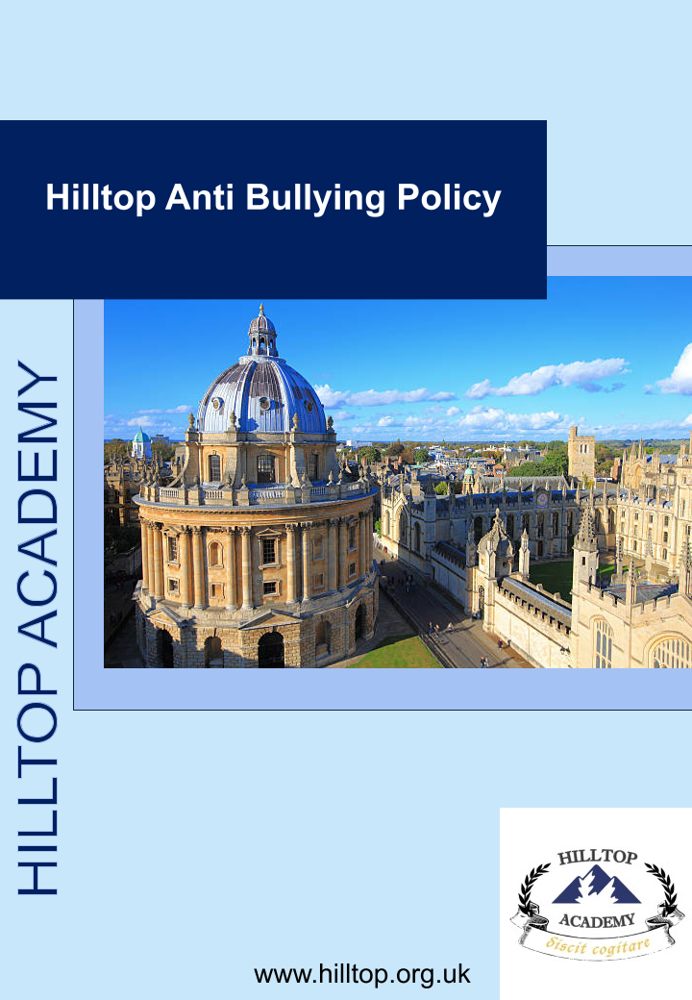 Hilltop Anti Bullying Policy
HILLTOP ACADEMY
HILLTOP
ACADEMY
Discit cogitare
www.hilltop.org.uk